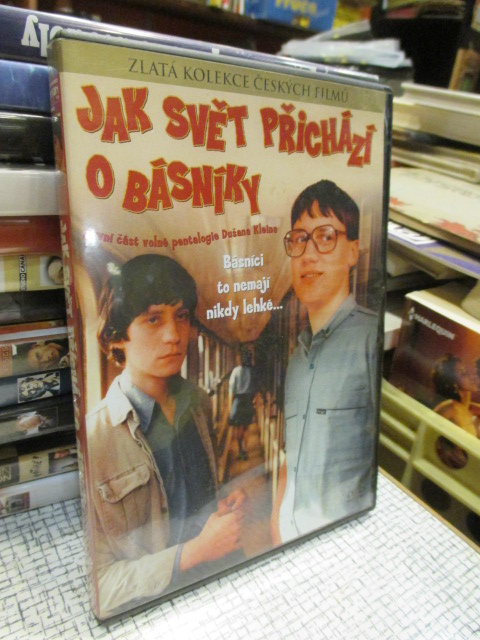 ZLATÁ KOLEKCE ČESKÝCH FILMŮ
JAK SVĚT PŘICHÁZÍ
O BÁSNÍKY
první část volné pentalogie Dušana Kleina
Básníci
to nemají
nikdy lehké...